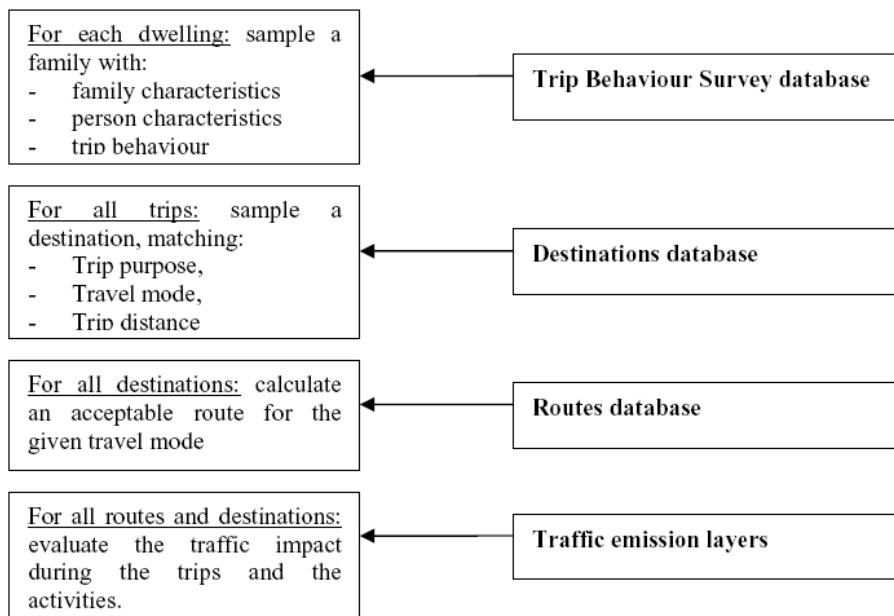 For each dwelling: sample a
family with:
- family characteristics
- person characteristics
- trip behaviour
Trip Behaviour Survey database
For all trips: sample a
destination, matching:
- Trip purpose,
- Travel mode,
- Trip distance
Destinations database
For all destinations: calculate
an acceptable route for the
given travel mode
Routes database
For all routes and destinations:
evaluate the traffic impact
during the trips and the
activities.
Traffic emission layers